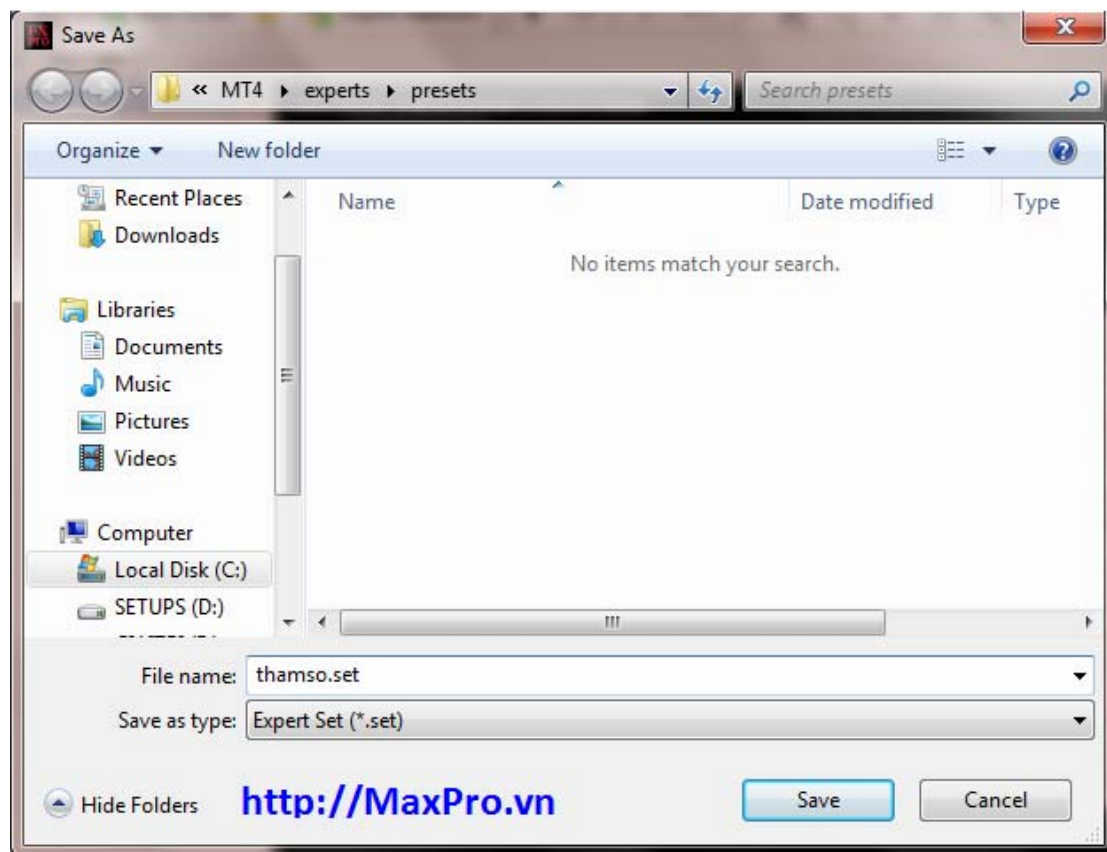 Save As
« MT4 experts presets
Search presets
Organize New folder
Name Date modified Type
Recent Places
Downloads
No items match your search.
Libraries
Documents
Music
Pictures
Videos
Computer
Local Disk (C:)
SETUPS (D:)
File name: thamso.set
Save as type: Expert Set (*.set)
Hide Folders http://MaxPro.vn Save Cancel